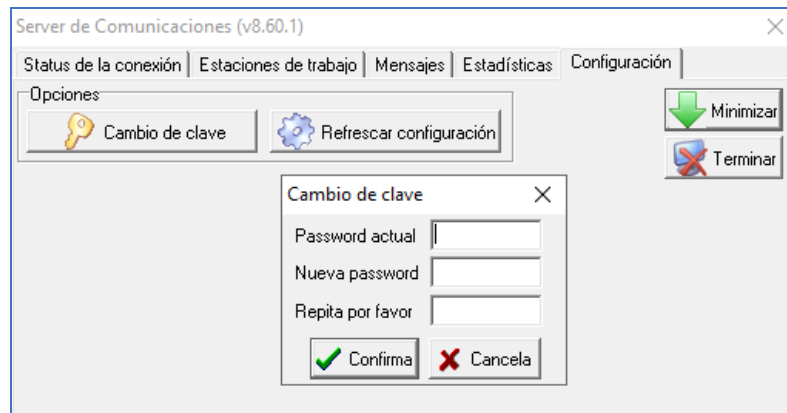 Server de Comunicaciones (v8.60.1)
Status de la conexión Estaciones de trabajo Mensajes Estadísticas Configuración
Opciones
Cambio de clave Refrescar configuración
Minimizar
Terminar
Cambio de clave
Password actual
Nueva password
Repita por favor
Confirma Cancela